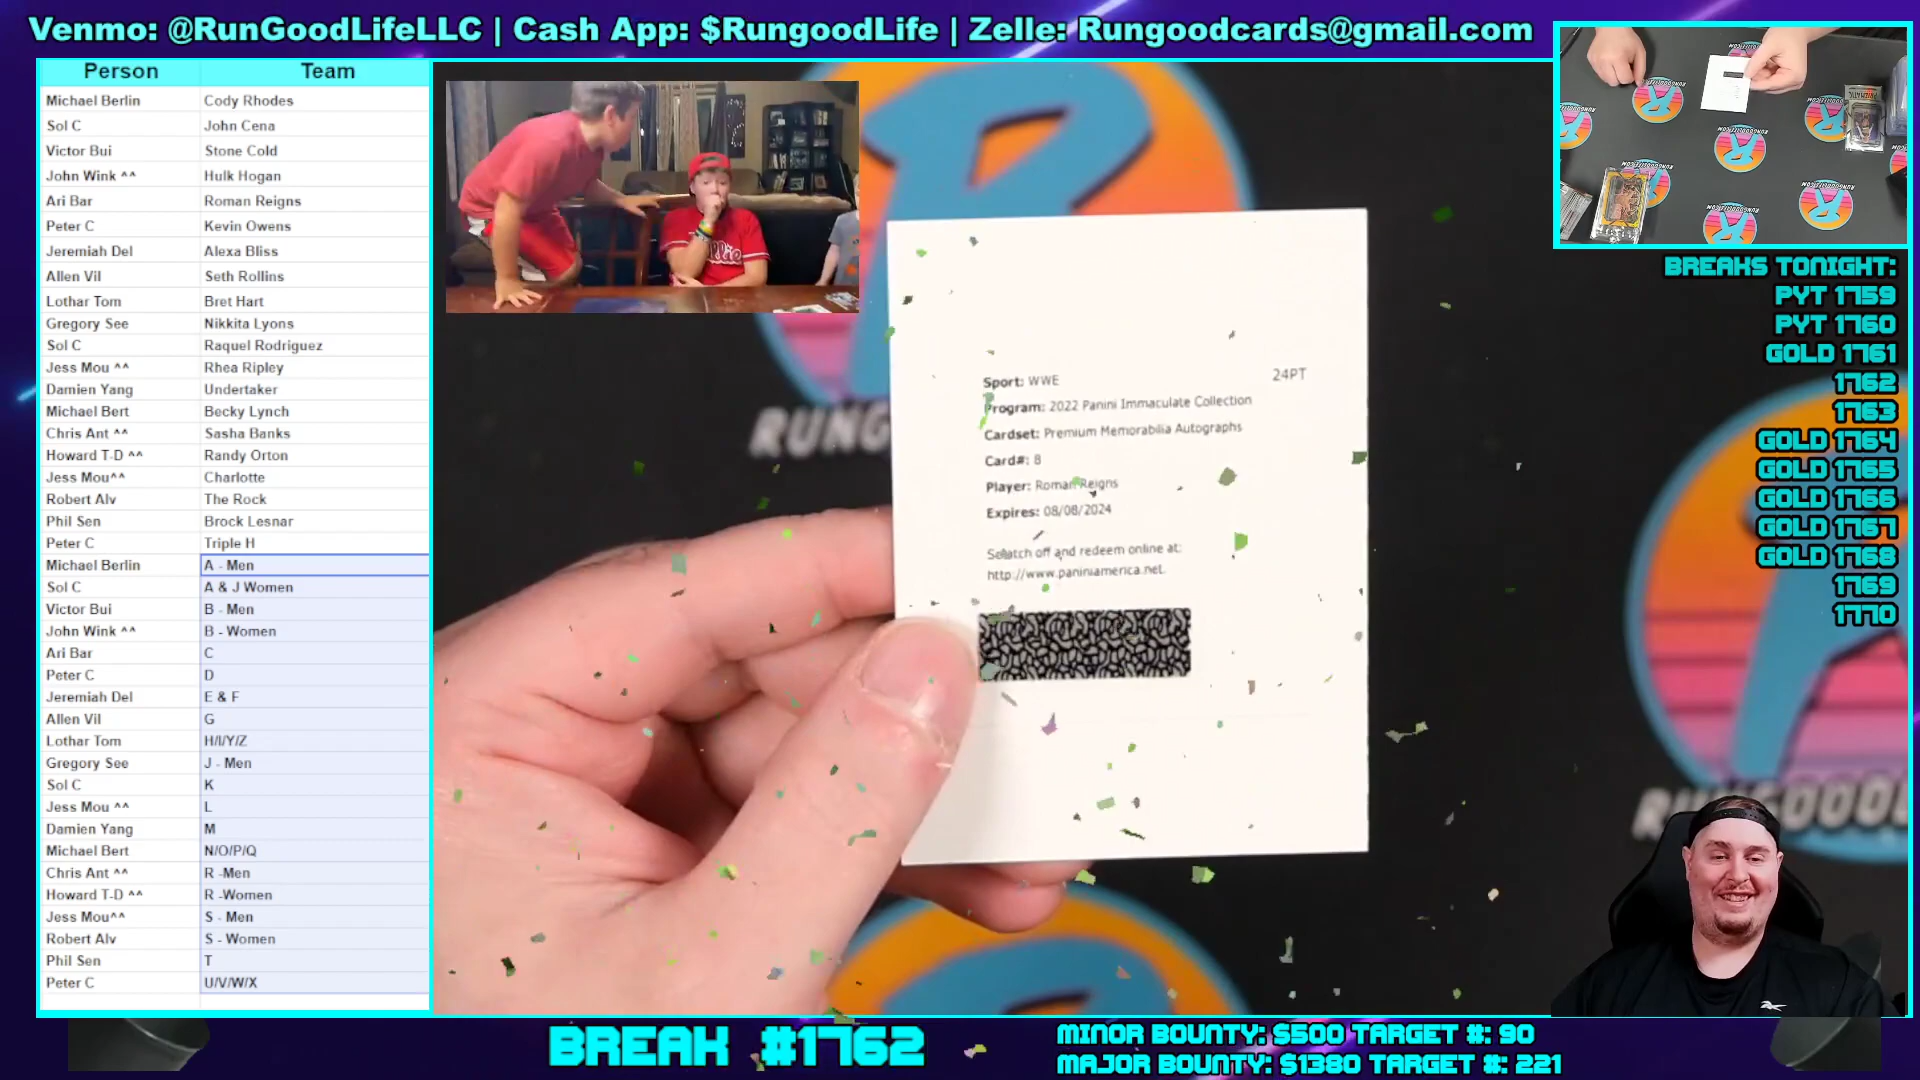 Venmo: @RunGoodLifeLLC | Cash App: $RungoodLife | Zelle: Rungoodcards@gmail.com
Person Team
Michael Berlin Cody Rhodes
Sol C John Cena
Victor Bui Stone Cold
John Wink ^^ Hulk Hogan
Ari Bar Roman Reigns
Peter C Kevin Owens
Jeremiah Del Alexa Bliss
Allen Vil Seth Rollins
Lothar Tom Bret Hart
Gregory See Nikkita Lyons
Sol C Raquel Rodriguez
Jess Mou ^^ Rhea Ripley
Damien Yang Undertaker
Michael Bert Becky Lynch
Chris Ant ^^ Sasha Banks
Howard T-D ^^ Randy Orton
Jess Mou^^ Charlotte
Robert Alv The Rock
Phil Sen Brock Lesnar
Peter C Triple H
Michael Berlin A - Men
Sol C A & J Women
Victor Bui B - Men
John Wink ^^ B - Women
Ari Bar C
Peter C D
Jeremiah Del E & F
Allen Vil G
Lothar Tom H/I/Y/Z
Gregory See J - Men
Sol C K
Jess Mou ^^ L
Damien Yang M
Michael Bert N/O/P/Q
Chris Ant ^^ R -Men
Howard T-D ^^ R -Women
Jess Mou^^ S - Men
Robert Alv S - Women
Phil Sen T
Peter C U/V/W/X
Sport: WWE 24PT
Program: 2022 Panini Immaculate Collection
Cardset: Premium Memorabilia Autographs
Card#: 8
Player: Roman Reigns
Expires: 08/08/2024
Scratch off and redeem online at:
http://www.paniniamerica.net.
BREAKS TONIGHT:
PYT 1759
PYT 1760
GOLD 1761
1762
1763
GOLD 1764
GOLD 1765
GOLD 1766
GOLD 1767
GOLD 1768
1769
1770
BREAK #1762
MINOR BOUNTY: $500 TARGET #: 90
MAJOR BOUNTY: $1380 TARGET #: 221